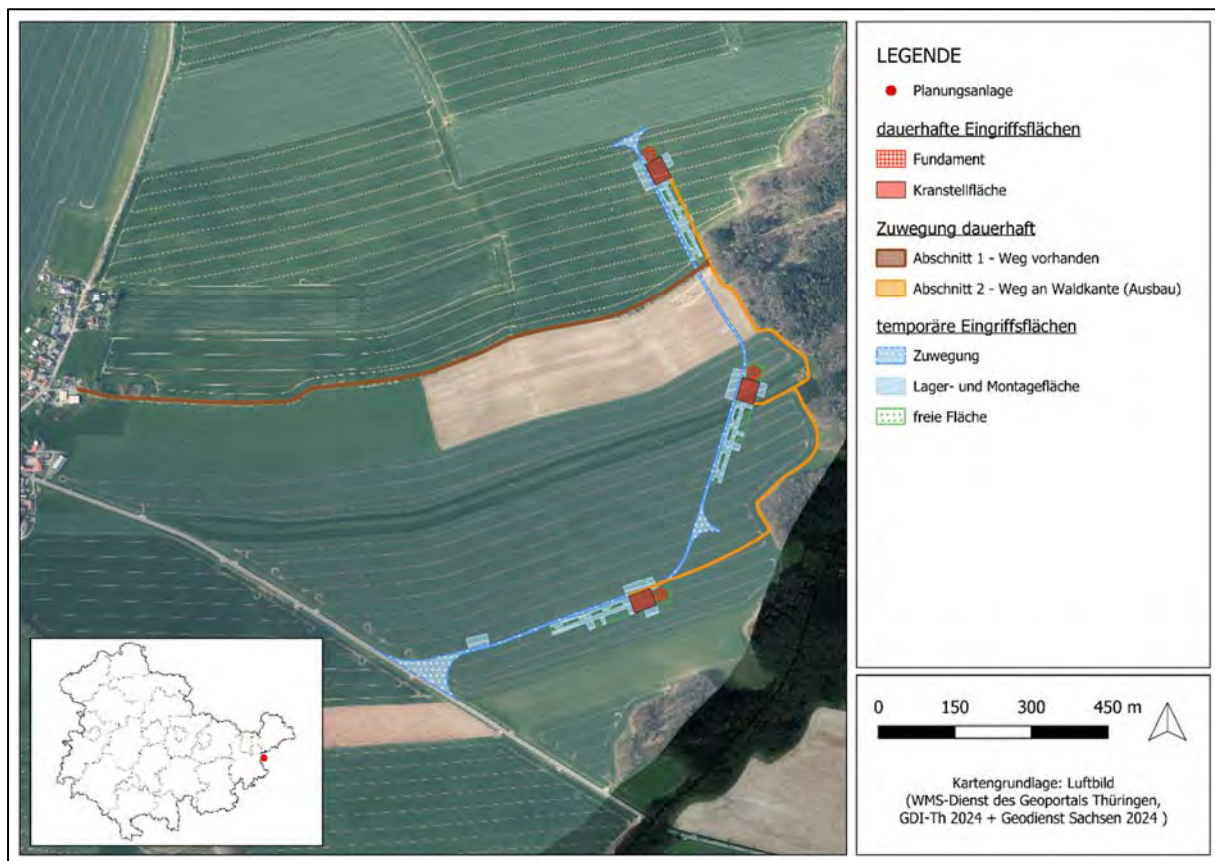 LEGENDE
Planungsanlage
dauerhafte Eingriffsflächen
Fundament
Kranstellfläche
Zuwegung dauerhaft
Abschnitt 1 - Weg vorhanden
Abschnitt 2 - Weg an Waldkante (Ausbau)
temporäre Eingriffsflächen
Zuwegung
Lager- und Montagefläche
freie Fläche
0 150 300 450 m
Kartengrundlage: Luftbild
(WMS-Dienst des Geoportals Thüringen,
GDI-Th 2024 + Geodienst Sachsen 2024 )